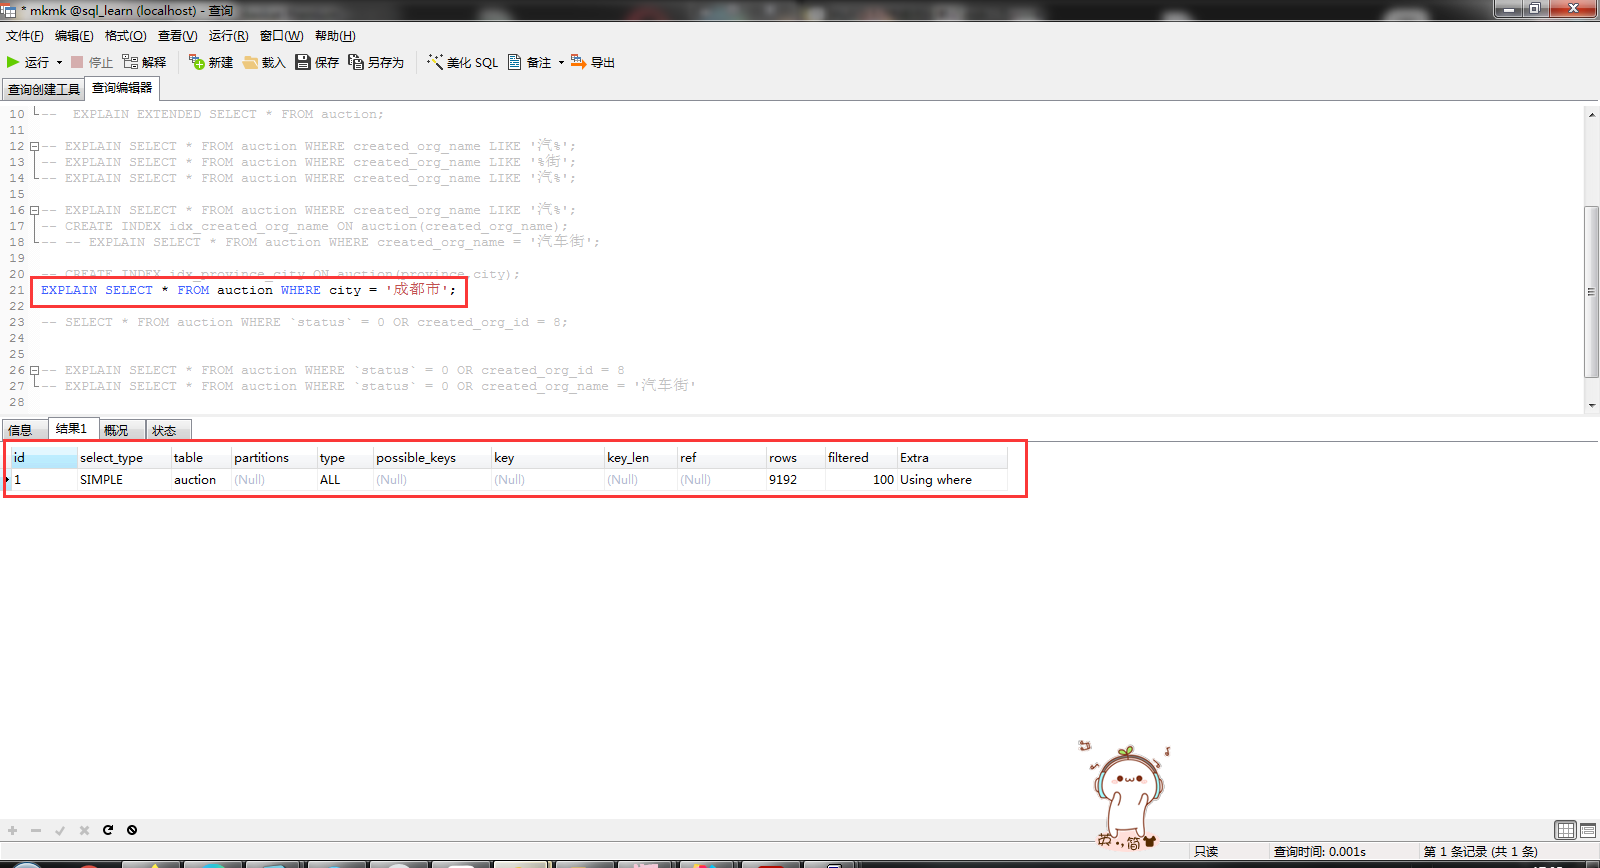 * mkmk @sql_learn (localhost) - 查询
文件(F) 编辑(E) 格式(O) 查看(V) 运行(R) 窗口(W) 帮助(H)
运行 停止 解释 新建 载入 保存 另存为 美化 SQL 备注 导出
查询创建工具 查询编辑器
10 --  EXPLAIN EXTENDED SELECT * FROM auction;
11
12 -- EXPLAIN SELECT * FROM auction WHERE created_org_name LIKE '汽%';
13 -- EXPLAIN SELECT * FROM auction WHERE created_org_name LIKE '%街';
14 -- EXPLAIN SELECT * FROM auction WHERE created_org_name LIKE '汽%';
15
16 -- EXPLAIN SELECT * FROM auction WHERE created_org_name LIKE '汽%';
17 -- CREATE INDEX idx_created_org_name ON auction(created_org_name);
18 -- -- EXPLAIN SELECT * FROM auction WHERE created_org_name = '汽车街';
19
20 -- CREATE INDEX idx_province_city ON auction(province,city);
21 EXPLAIN SELECT * FROM auction WHERE city = '成都市';
22
23 -- SELECT * FROM auction WHERE `status` = 0 OR created_org_id = 8;
24
25
26 -- EXPLAIN SELECT * FROM auction WHERE `status` = 0 OR created_org_id = 8
27 -- EXPLAIN SELECT * FROM auction WHERE `status` = 0 OR created_org_name = '汽车街'
28
信息 结果1 概况 状态
id select_type table partitions type possible_keys key key_len ref rows filtered Extra
1 SIMPLE auction (Null) ALL (Null) (Null) (Null) (Null) 9192 100 Using where
英 简
只读 查询时间: 0.001s 第 1 条记录 (共 1 条)